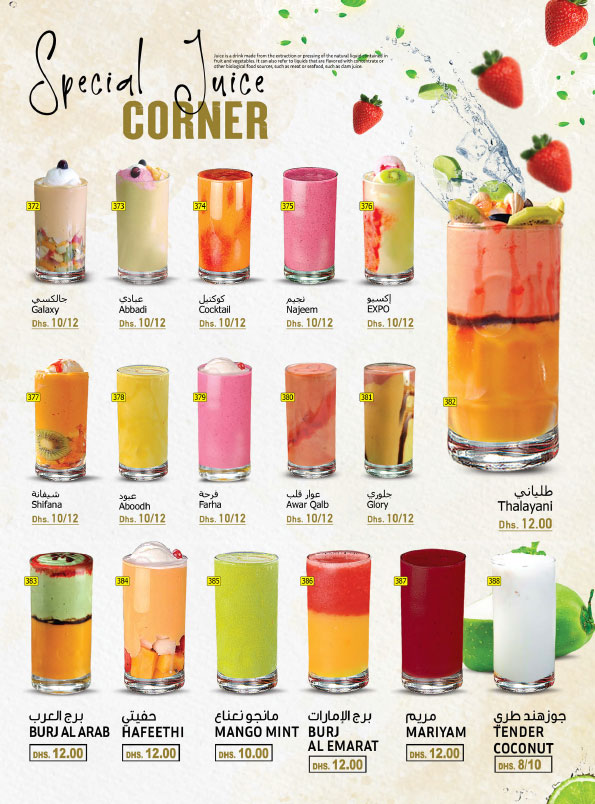 Special Juice
CORNER
Juice is a drink made from the extraction or pressing of the natural liquid contained in
fruit and vegetables. It can also refer to liquids that are flavored with concentrate or
other biological food sources, such as meat or seafood, such as clam juice.
372
جالكسي
Galaxy
Dhs. 10/12
373
عبادي
Abbadi
Dhs. 10/12
374
كوكتيل
Cocktail
Dhs. 10/12
375
نجيم
Najeem
Dhs. 10/12
376
إكسبو
EXPO
Dhs. 10/12
377
شيفانة
Shifana
Dhs. 10/12
378
عبود
Aboodh
Dhs. 10/12
379
فرحة
Farha
Dhs. 10/12
380
عوار قلب
Awar Qalb
Dhs. 10/12
381
جلوري
Glory
Dhs. 10/12
382
طلياني
Thalayani
Dhs. 12.00
383
برج العرب
BURJ AL ARAB
DHS. 12.00
384
حفيتي
HAFEETHI
DHS. 12.00
385
مانجو نعناع
MANGO MINT
DHS. 10.00
386
برج الإمارات
BURJ
AL EMARAT
DHS. 12.00
387
مريم
MARIYAM
DHS. 12.00
388
جوزهند طري
TENDER
COCONUT
DHS. 8/10